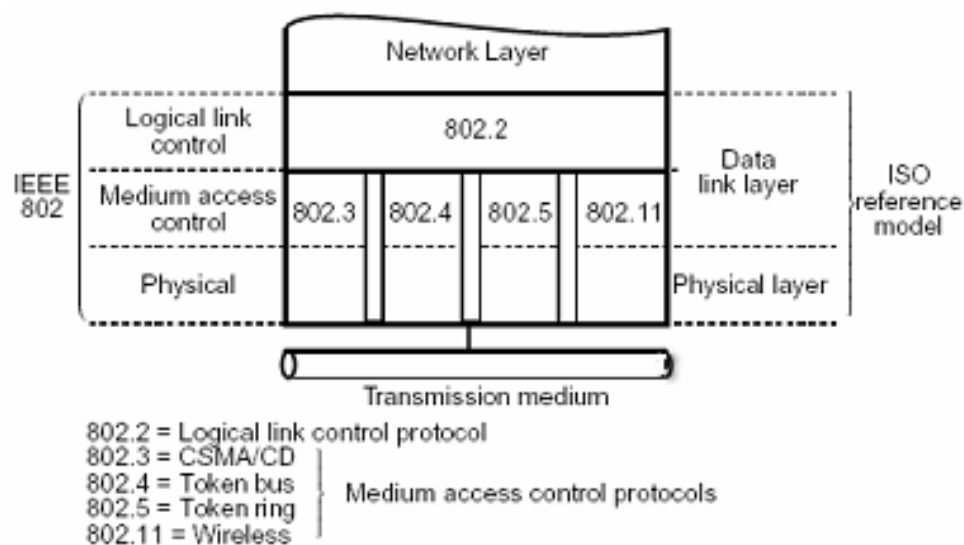 Network Layer
Logical link
control
802.2
Data
link layer
IEEE
802
ISO
reference
model
Medium access
control
802.3
802.4
802.5
802.11
Physical
Physical layer
Transmission medium
802.2 = Logical link control protocol
802.3 = CSMA/CD
802.4 = Token bus
802.5 = Token ring
802.11 = Wireless
Medium access control protocols